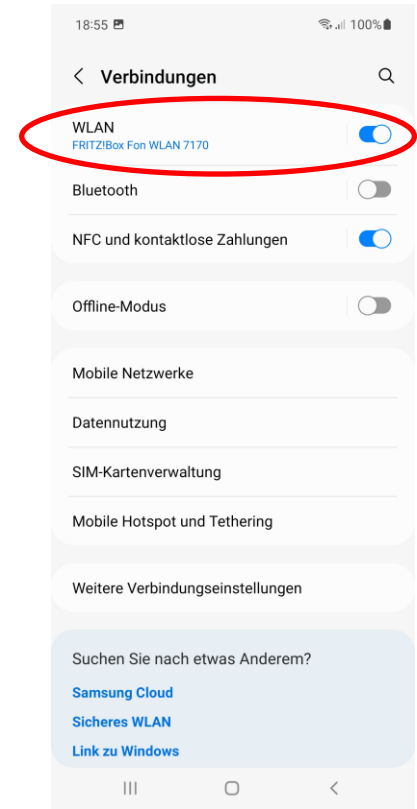 18:55 100%
Verbindungen
WLAN
FRITZ!Box Fon WLAN 7170
Bluetooth
NFC und kontaktlose Zahlungen
Offline-Modus
Mobile Netzwerke
Datennutzung
SIM-Kartenverwaltung
Mobile Hotspot und Tethering
Weitere Verbindungseinstellungen
Suchen Sie nach etwas Anderem?
Samsung Cloud
Sicheres WLAN
Link zu Windows